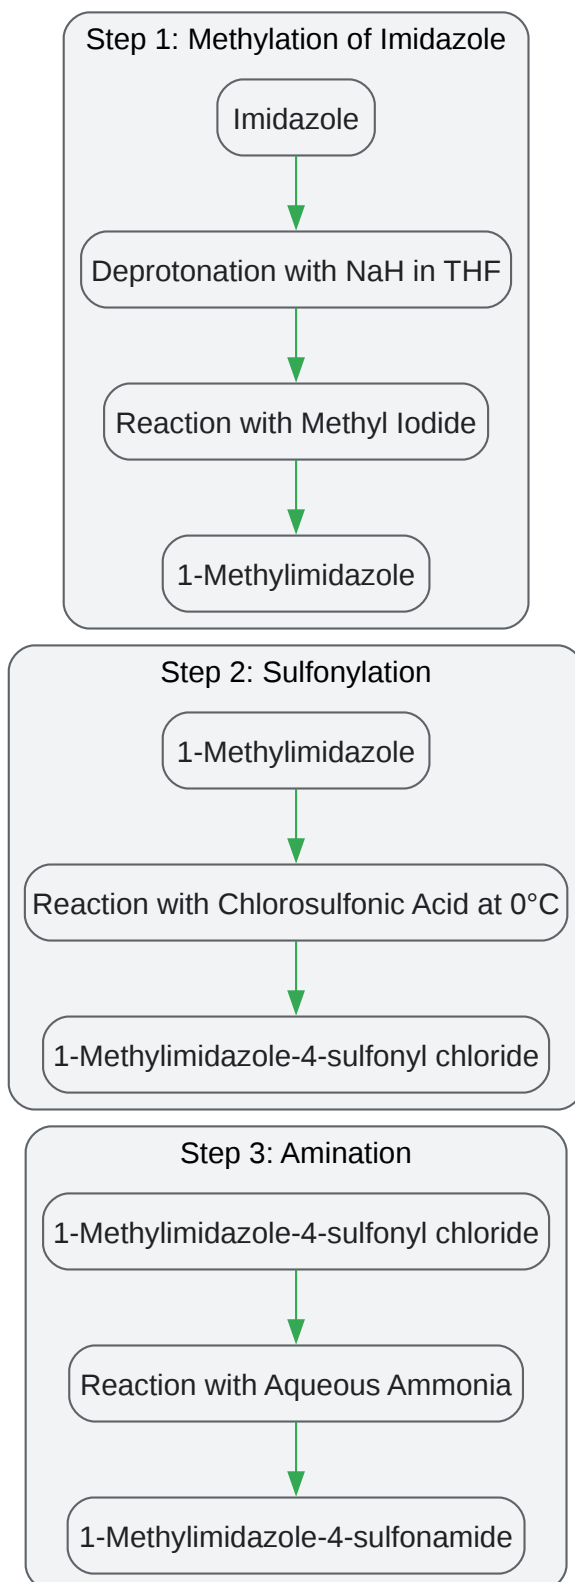 Step 1: Methylation of Imidazole
Imidazole
Deprotonation with NaH in THF
Reaction with Methyl Iodide
1-Methylimidazole
Step 2: Sulfonylation
1-Methylimidazole
Reaction with Chlorosulfonic Acid at 0°C
1-Methylimidazole-4-sulfonyl chloride
Step 3: Amination
1-Methylimidazole-4-sulfonyl chloride
Reaction with Aqueous Ammonia
1-Methylimidazole-4-sulfonamide